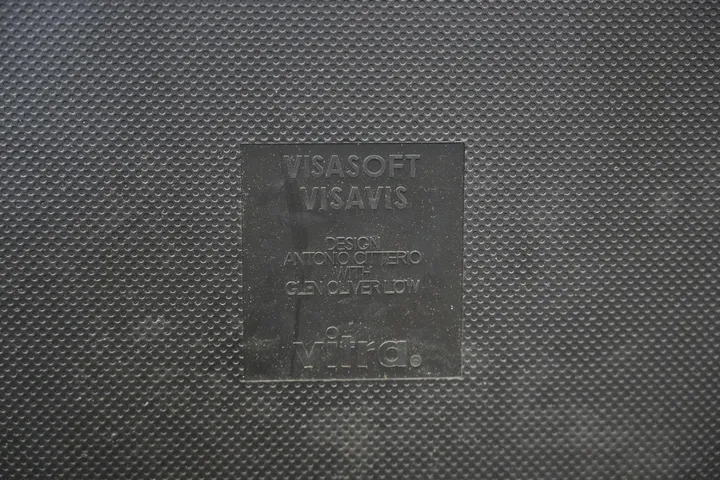 VISASOFT
VISAVIS
DESIGN
ANTONIO CITTERIO
WITH
GLEN OLIVER LOW
vitra.